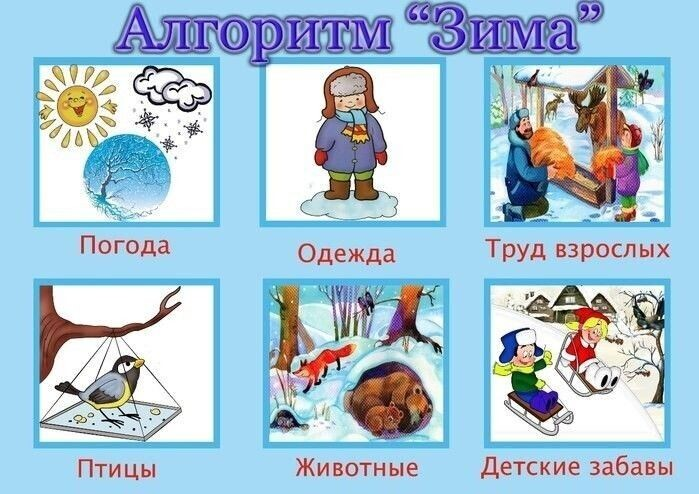 Алгоритм “Зима”
Погода
Одежда
Труд взрослых
Птицы
Животные
Детские забавы